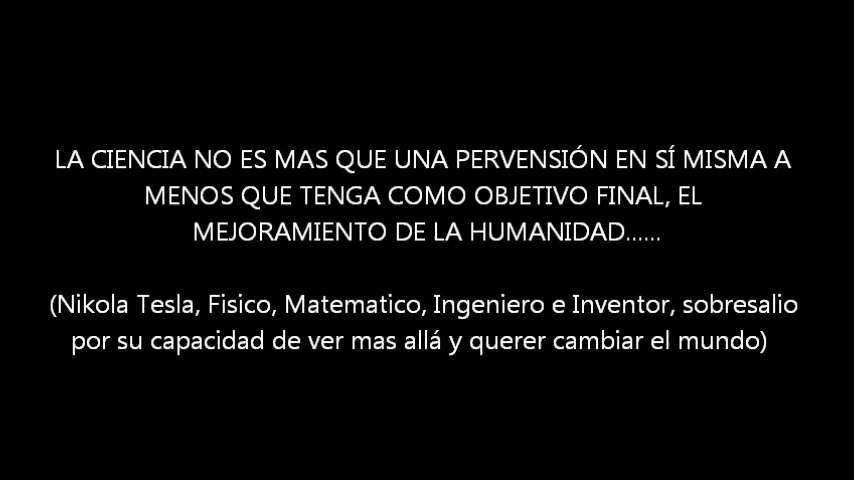 LA CIENCIA NO ES MAS QUE UNA PERVENSIÓN EN SÍ MISMA A
MENOS QUE TENGA COMO OBJETIVO FINAL, EL
MEJORAMIENTO DE LA HUMANIDAD......
(Nikola Tesla, Fisico, Matematico, Ingeniero e Inventor, sobresalio
por su capacidad de ver mas allá y querer cambiar el mundo)